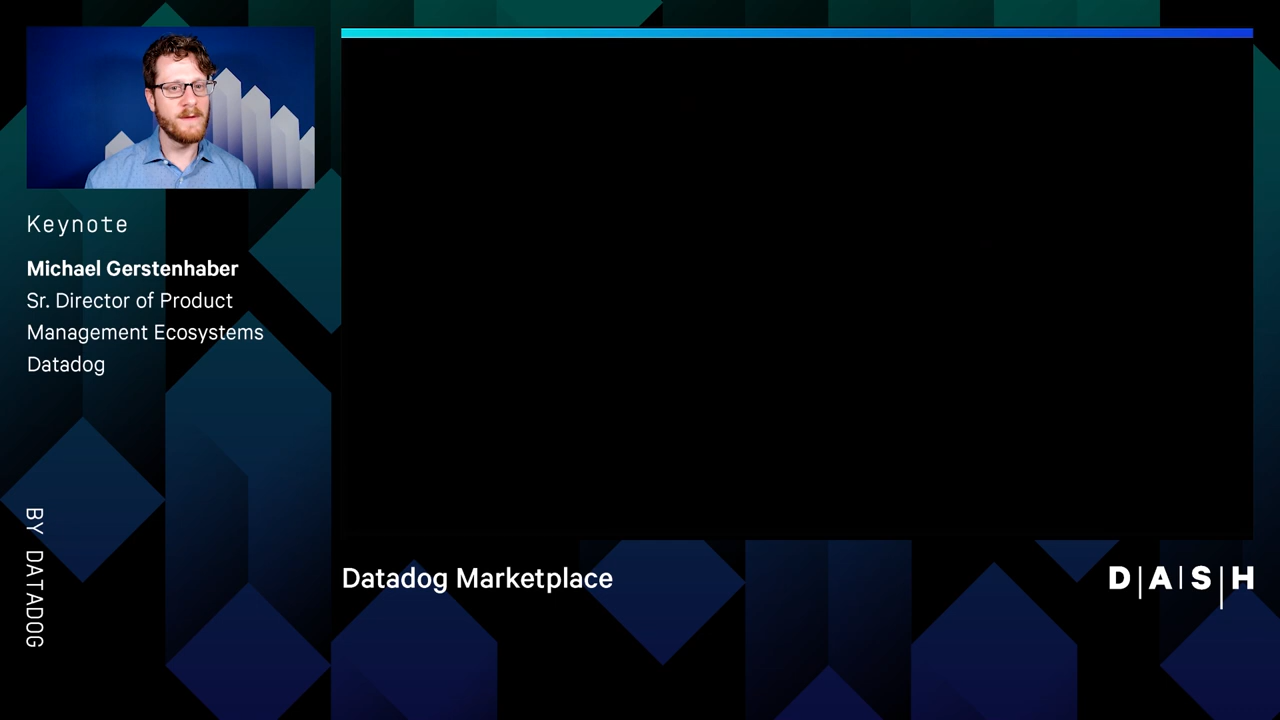 Keynote
Michael Gerstenhaber
Sr. Director of Product
Management Ecosystems
Datadog
BY DATADOG
Datadog Marketplace
D|A|S|H